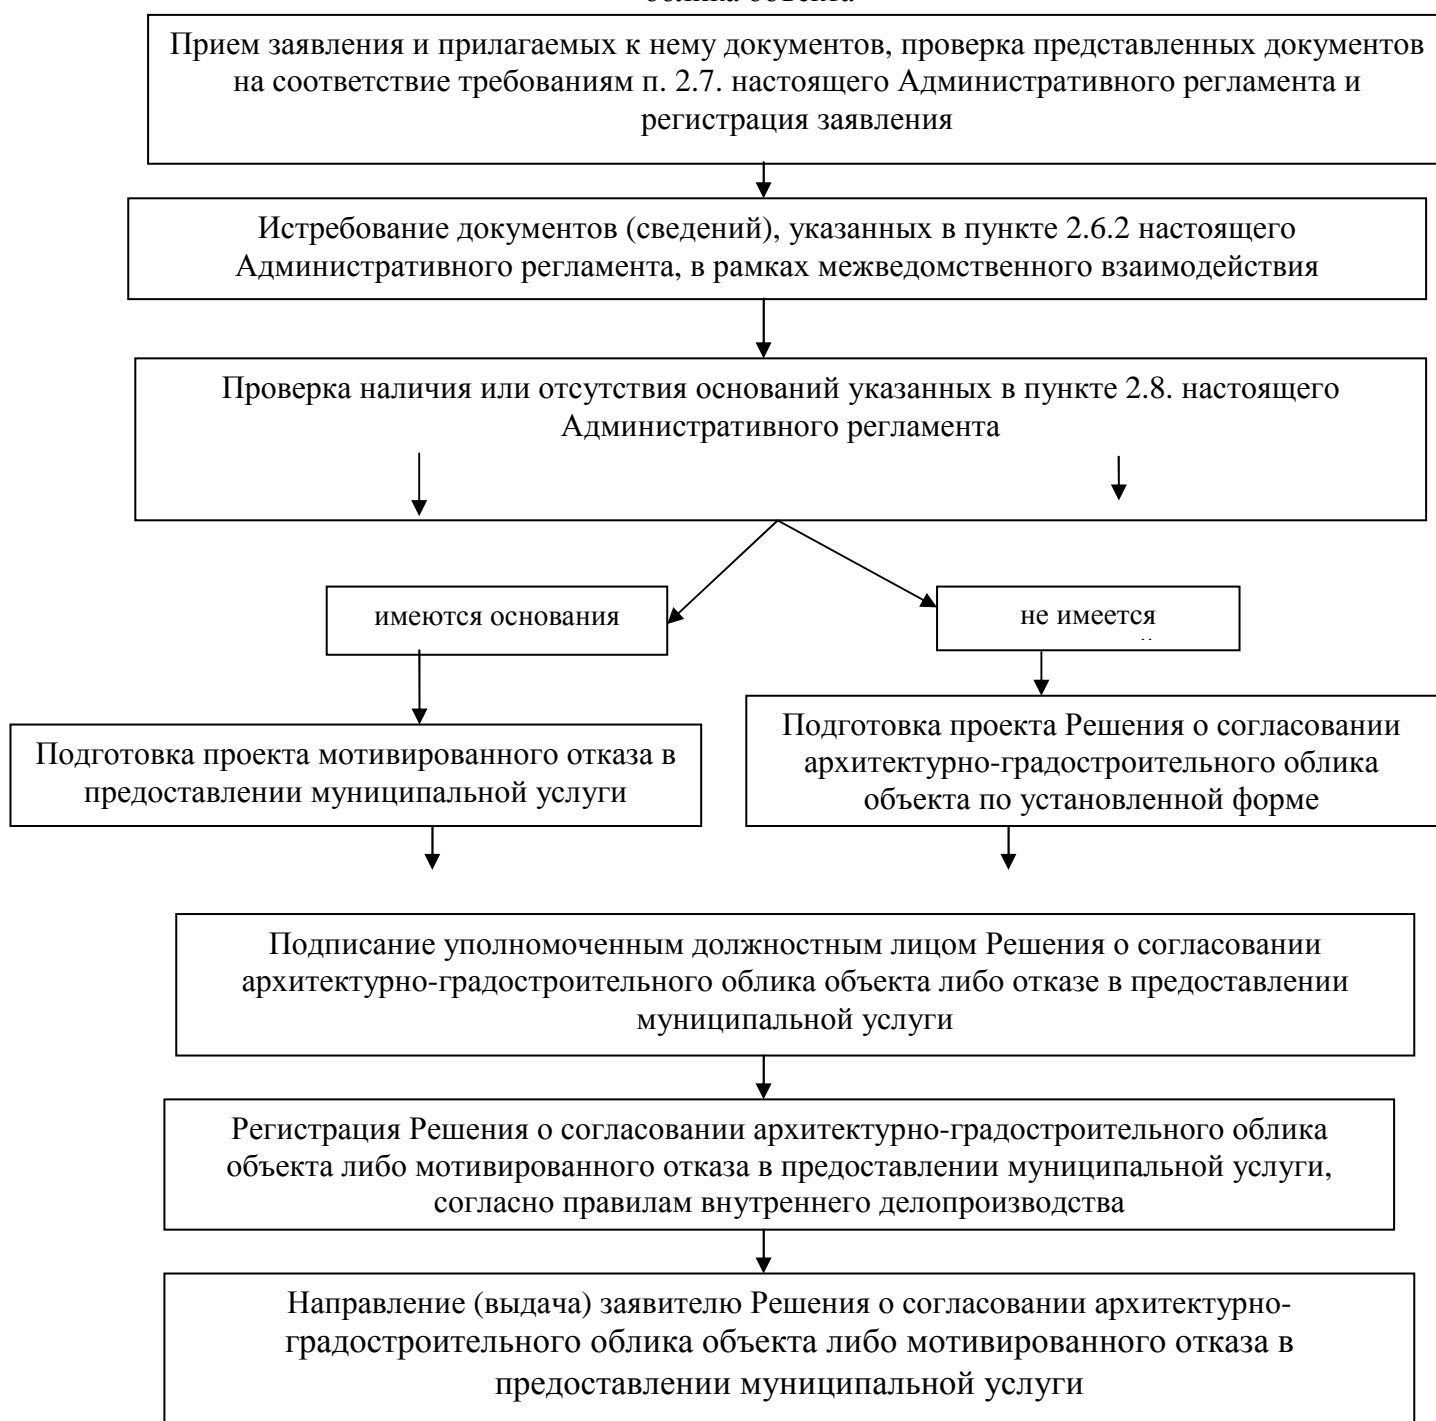 облика объекта
Прием заявления и прилагаемых к нему документов, проверка представленных документов
на соответствие требованиям п. 2.7. настоящего Административного регламента и
регистрация заявления
Истребование документов (сведений), указанных в пункте 2.6.2 настоящего
Административного регламента, в рамках межведомственного взаимодействия
Проверка наличия или отсутствия оснований указанных в пункте 2.8. настоящего
Административного регламента
имеются основания
не имеется
Подготовка проекта мотивированного отказа в
предоставлении муниципальной услуги
Подготовка проекта Решения о согласовании
архитектурно-градостроительного облика
объекта по установленной форме
Подписание уполномоченным должностным лицом Решения о согласовании
архитектурно-градостроительного облика объекта либо отказе в предоставлении
муниципальной услуги
Регистрация Решения о согласовании архитектурно-градостроительного облика
объекта либо мотивированного отказа в предоставлении муниципальной услуги,
согласно правилам внутреннего делопроизводства
Направление (выдача) заявителю Решения о согласовании архитектурно-
градостроительного облика объекта либо мотивированного отказа в
предоставлении муниципальной услуги